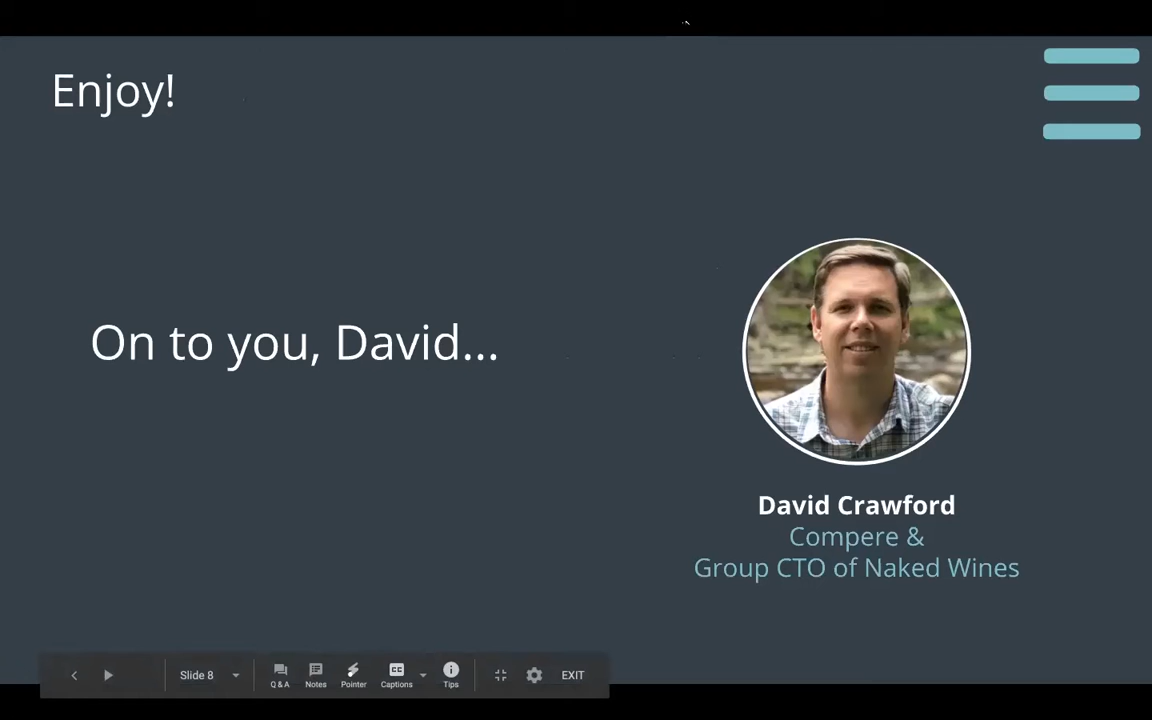 Enjoy!
On to you, David...
David Crawford
Compere &
Group CTO of Naked Wines
Slide 8
Q & A
Notes
Pointer
CC
Captions
Tips
EXIT